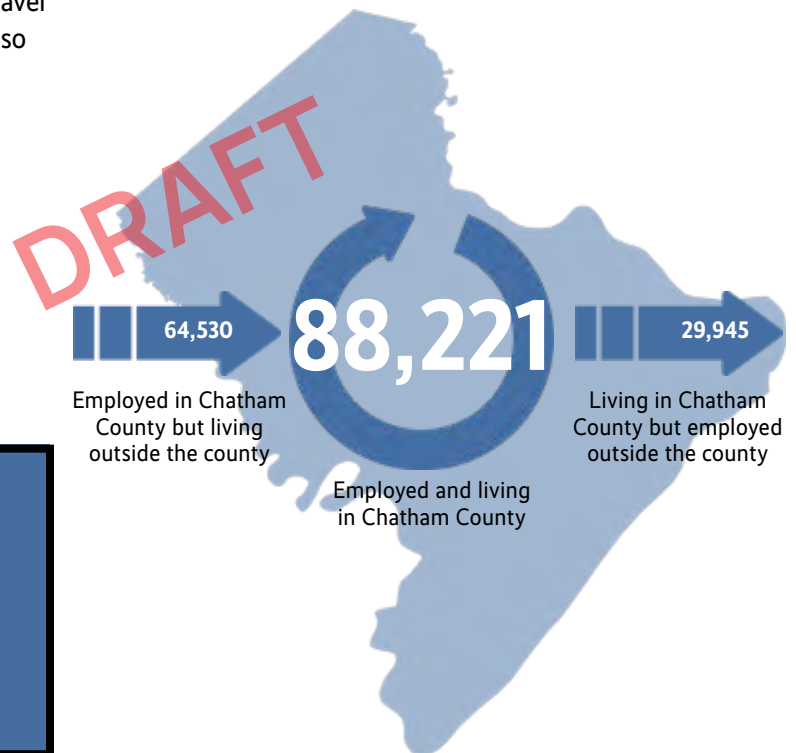 so
DRAFT
64,530
88,221
29,945
Employed in Chatham
County but living
outside the county
Employed and living
in Chatham County
Living in Chatham
County but employed
outside the county